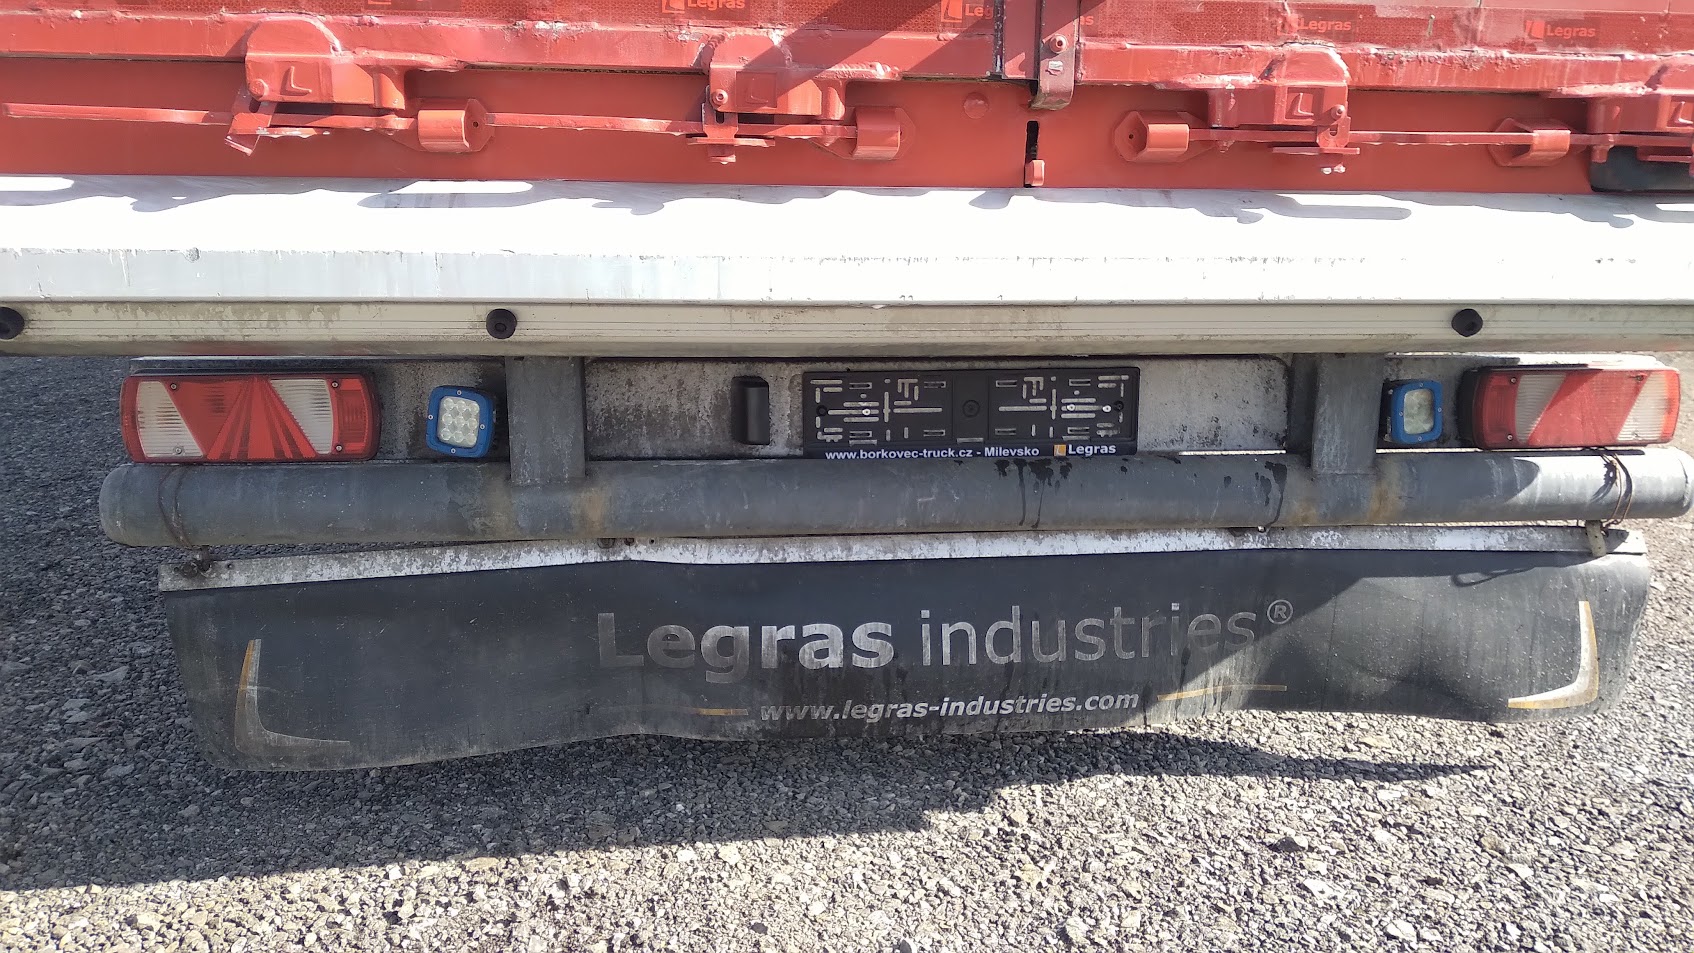 Legras
Legras
Legras
Legras
www.borkovec-truck.cz - Milevsko Legras
Legras industries®
www.legras-industries.com